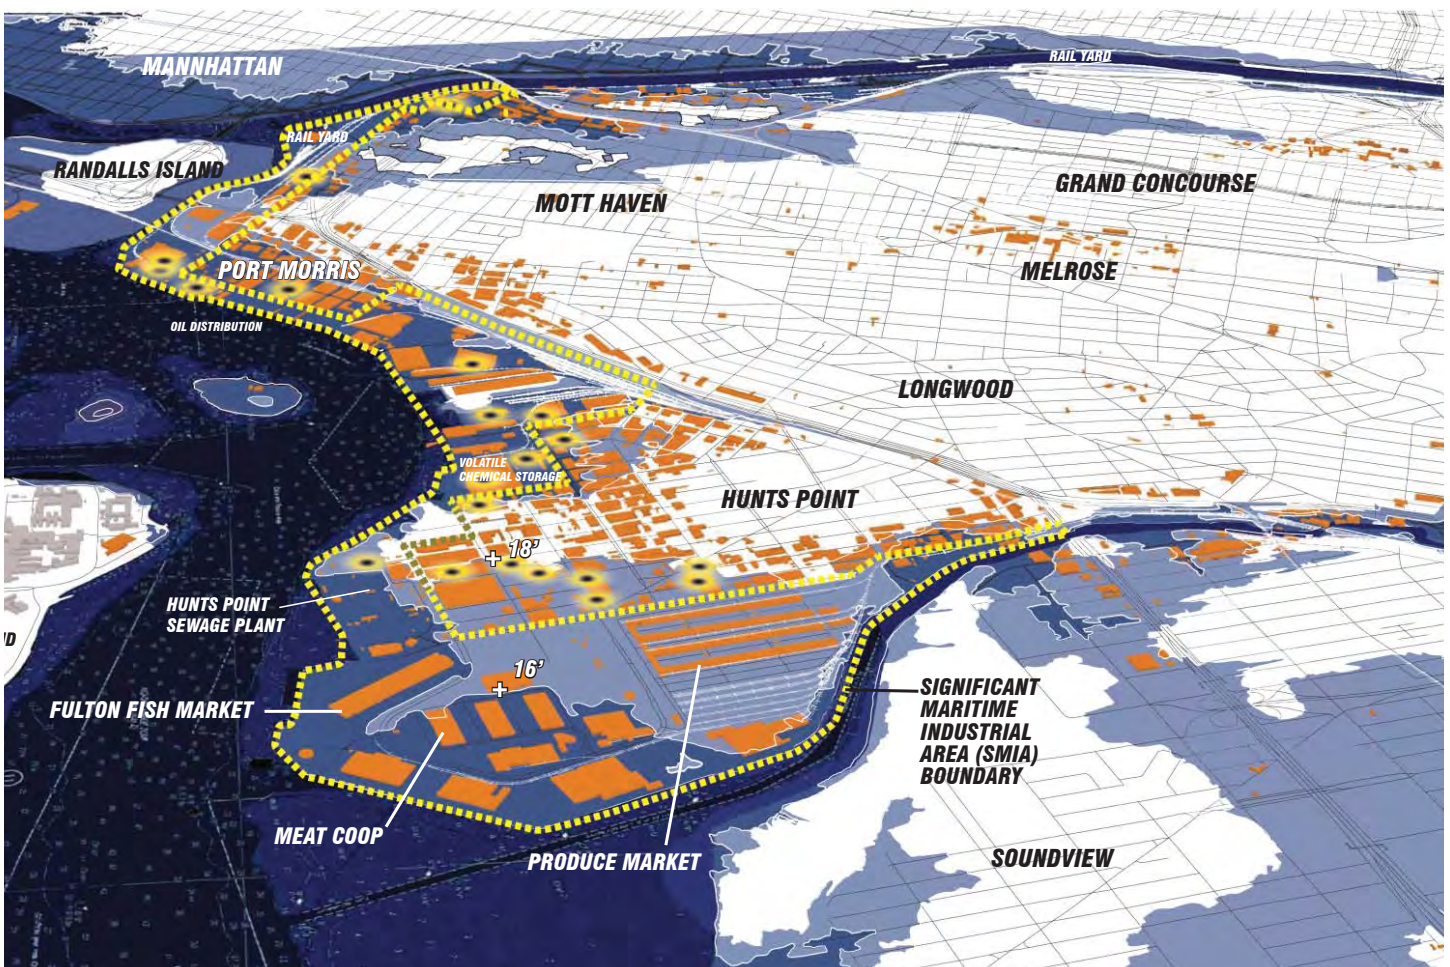 MANNHATTAN
RAIL YARD
RAIL YARD
RANDALLS ISLAND
GRAND CONCOURSE
MOTT HAVEN
PORT MORRIS
MELROSE
OIL DISTRIBUTION
LONGWOOD
VOLATILE
CHEMICAL STORAGE
HUNTS POINT
18'
HUNTS POINT
SEWAGE PLANT
16'
FULTON FISH MARKET
SIGNIFICANT
MARITIME
INDUSTRIAL
AREA (SMIA)
BOUNDARY
MEAT COOP
PRODUCE MARKET
SOUNDVIEW